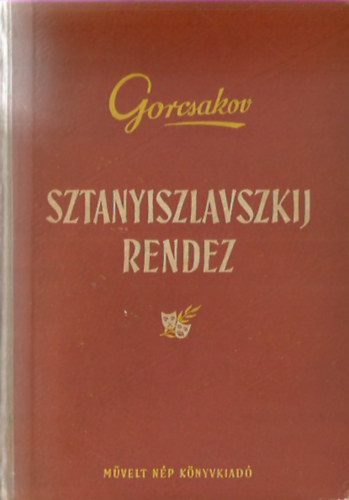 Gorcsakov
SZTANYISZLAVSZKIJ
RENDEZ
MŰVELT NÉP KÖNYVKIADÓ